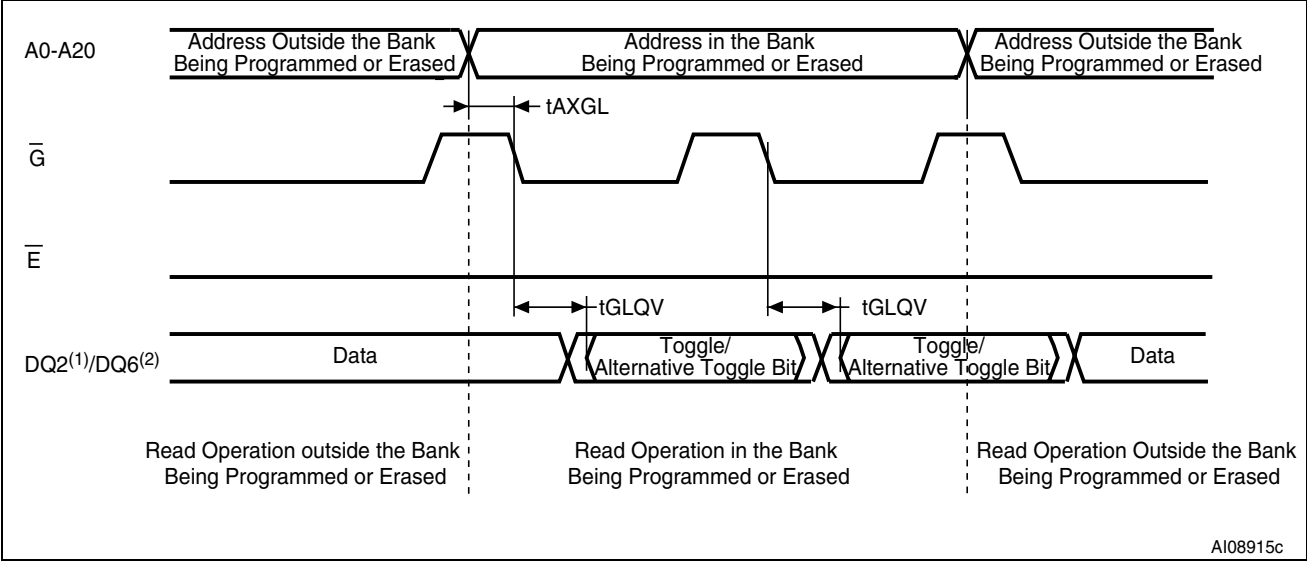 A0-A20
Address Outside the Bank
Being Programmed or Erased
Address in the Bank
Being Programmed or Erased
Address Outside the Bank
Being Programmed or Erased
tAXGL
G̅
E̅
tGLQV
tGLQV
DQ2(1)/DQ6(2)
Data
Toggle/
Alternative Toggle Bit
Toggle/
Alternative Toggle Bit
Data
Read Operation outside the Bank
Being Programmed or Erased
Read Operation in the Bank
Being Programmed or Erased
Read Operation Outside the Bank
Being Programmed or Erased
AI08915c